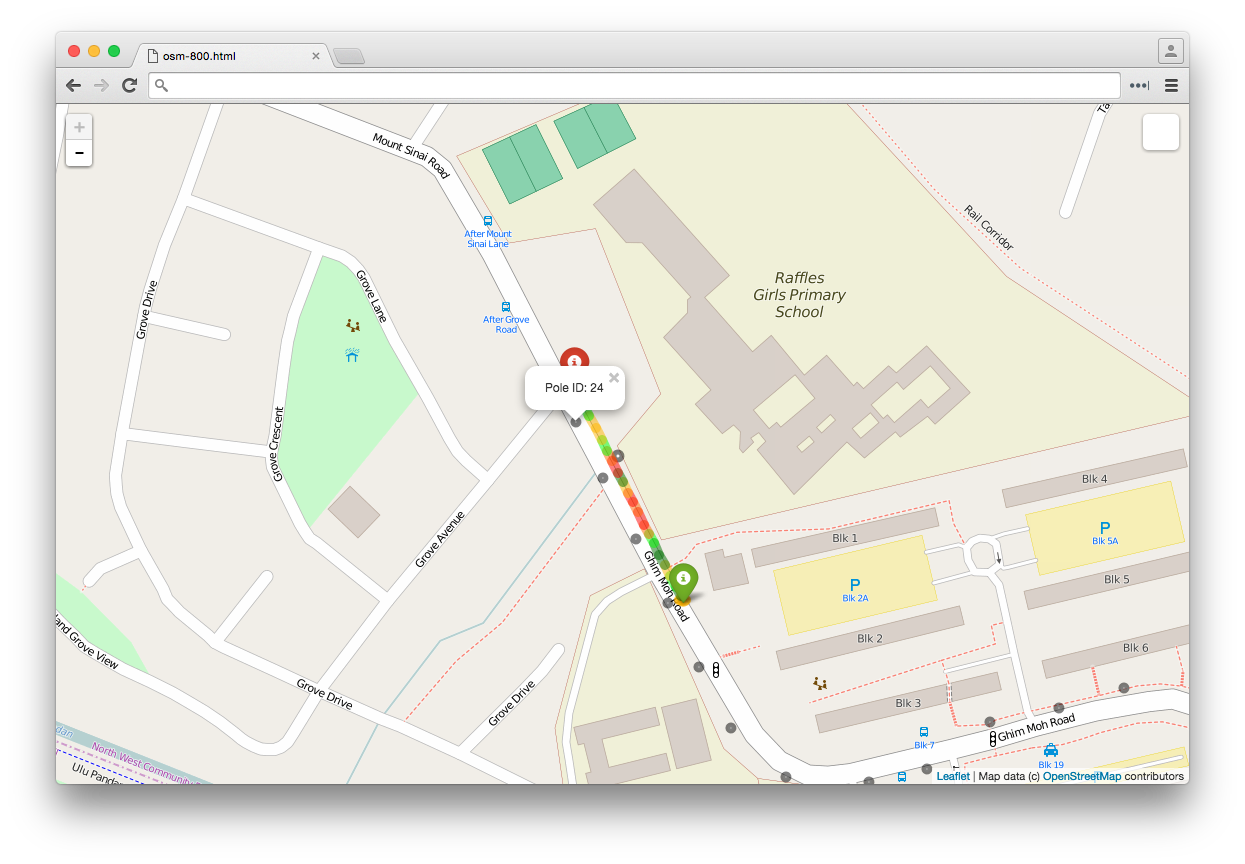 osm-800.html
+
−
Mount Sinai Road
After Mount
Sinai Lane
After Grove
Road
Rail Corridor
Raffles
Girls Primary
School
Grove Drive
Grove Lane
Pole ID: 24
×
Grove Crescent
Grove Avenue
Blk 4
P
Blk 5A
Blk 1
Blk 5
P
Blk 2A
Ghim Moh Road
Blk 2
Blk 6
Grove View
Grove Drive
Grove Drive
Blk 3
Blk 7
Ghim Moh Road
Blk 19
North West Community
Ulu Pandan
Leaflet | Map data (c) OpenStreetMap contributors